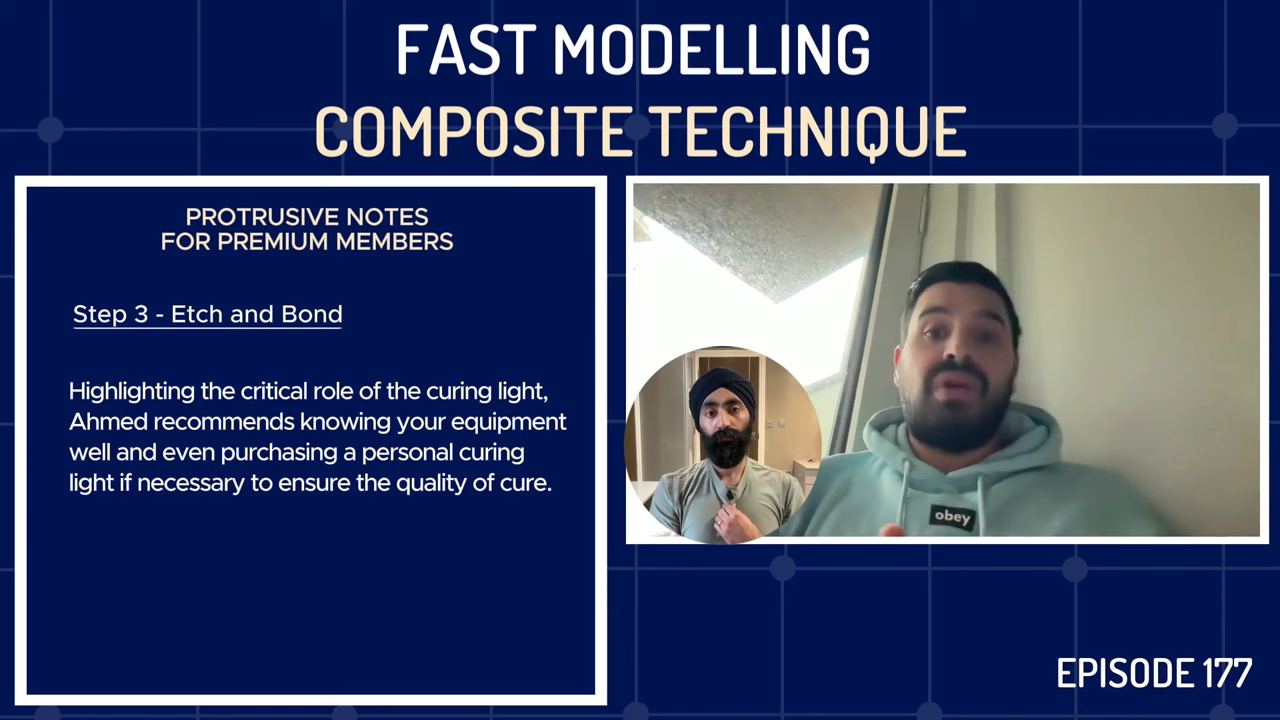 FAST MODELLING
COMPOSITE TECHNIQUE
PROTRUSIVE NOTES
FOR PREMIUM MEMBERS
Step 3 - Etch and Bond
Highlighting the critical role of the curing light,
Ahmed recommends knowing your equipment
well and even purchasing a personal curing
light if necessary to ensure the quality of cure.
obey
EPISODE 177